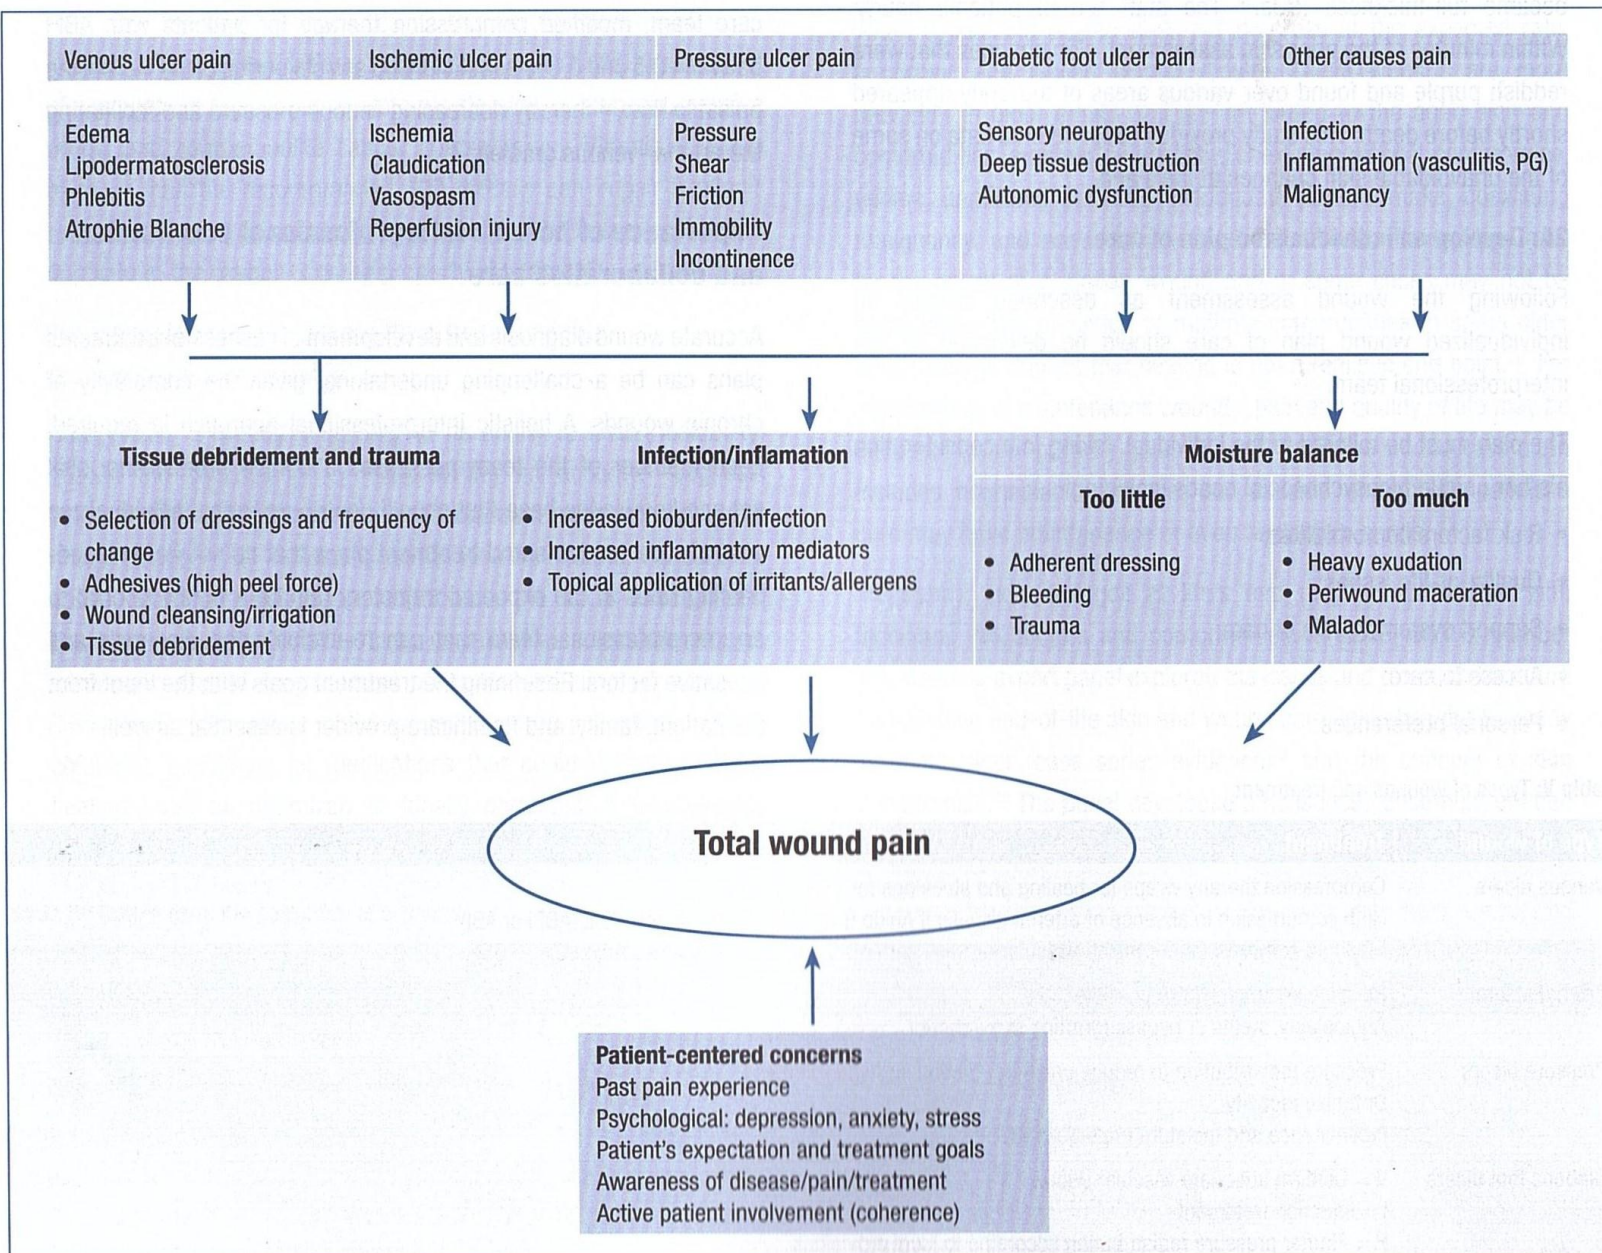 Venous ulcer pain
Ischemic ulcer pain
Pressure ulcer pain
Diabetic foot ulcer pain
Other causes pain
Edema
Lipodermatosclerosis
Phlebitis
Atrophie Blanche
Ischemia
Claudication
Vasospasm
Reperfusion injury
Pressure
Shear
Friction
Immobility
Incontinence
Sensory neuropathy
Deep tissue destruction
Autonomic dysfunction
Infection
Inflammation (vasculitis, PG)
Malignancy
Tissue debridement and trauma
• Selection of dressings and frequency of
change
• Adhesives (high peel force)
• Wound cleansing/irrigation
• Tissue debridement
Infection/inflamation
• Increased bioburden/infection
• Increased inflammatory mediators
• Topical application of irritants/allergens
Moisture balance
Too little
• Adherent dressing
• Bleeding
• Trauma
Too much
• Heavy exudation
• Periwound maceration
• Malador
Total wound pain
Patient-centered concerns
Past pain experience
Psychological: depression, anxiety, stress
Patient's expectation and treatment goals
Awareness of disease/pain/treatment
Active patient involvement (coherence)